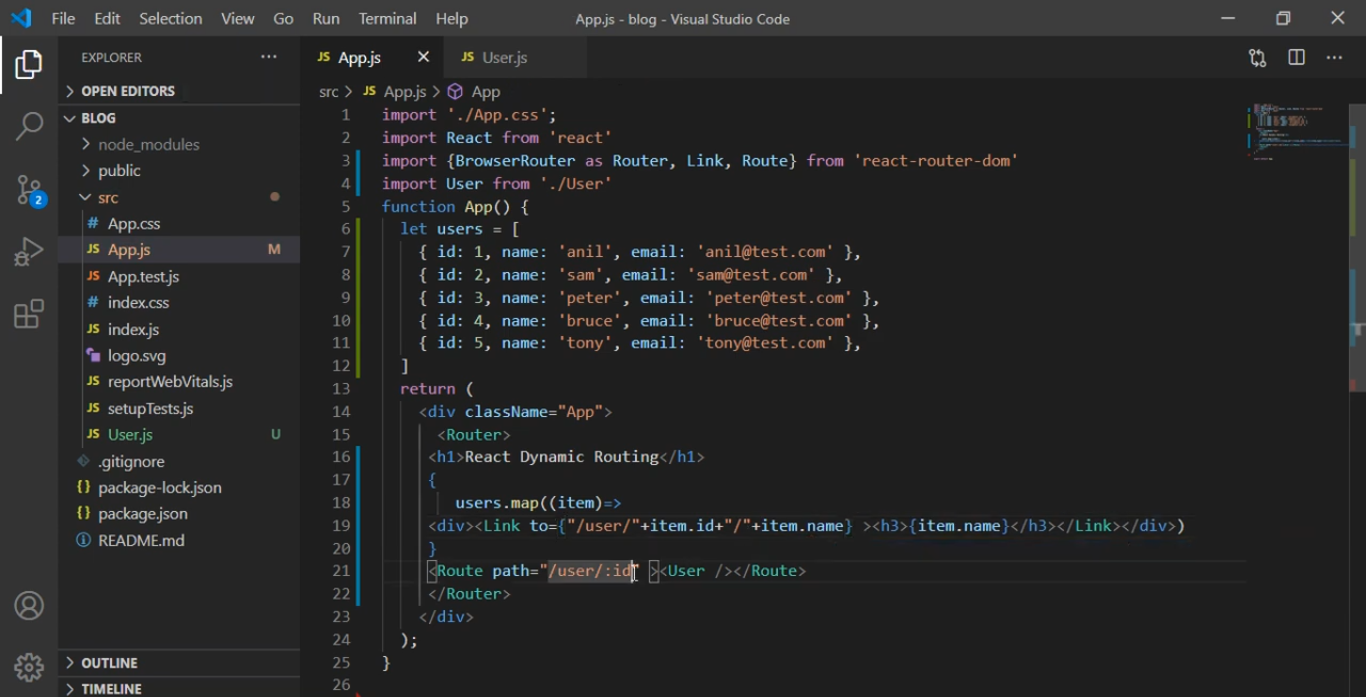 File Edit Selection View Go Run Terminal Help App.js - blog - Visual Studio Code
EXPLORER
OPEN EDITORS
BLOG
node_modules
public
src
# App.css
JS App.js M
JS App.test.js
# index.css
JS index.js
logo.svg
JS reportWebVitals.js
JS setupTests.js
JS User.js U
.gitignore
{} package-lock.json
{} package.json
README.md
OUTLINE
TIMELINE
2
JS App.js JS User.js
src > JS App.js > App
1 import './App.css';
2 import React from 'react'
3 import {BrowserRouter as Router, Link, Route} from 'react-router-dom'
4 import User from './User'
5 function App() {
6 let users = [
7 { id: 1, name: 'anil', email: 'anil@test.com' },
8 { id: 2, name: 'sam', email: 'sam@test.com' },
9 { id: 3, name: 'peter', email: 'peter@test.com' },
10 { id: 4, name: 'bruce', email: 'bruce@test.com' },
11 { id: 5, name: 'tony', email: 'tony@test.com' },
12 ]
13 return (
14 <div className="App">
15 <Router>
16 <h1>React Dynamic Routing</h1>
17 {
18 users.map((item)=>
19 <div><Link to={"/user/"+item.id+"/"+item.name} ><h3>{item.name}</h3></Link></div>)
20 }
21 <Route path="/user/:id" ><User /></Route>
22 </Router>
23 </div>
24 );
25 }
26